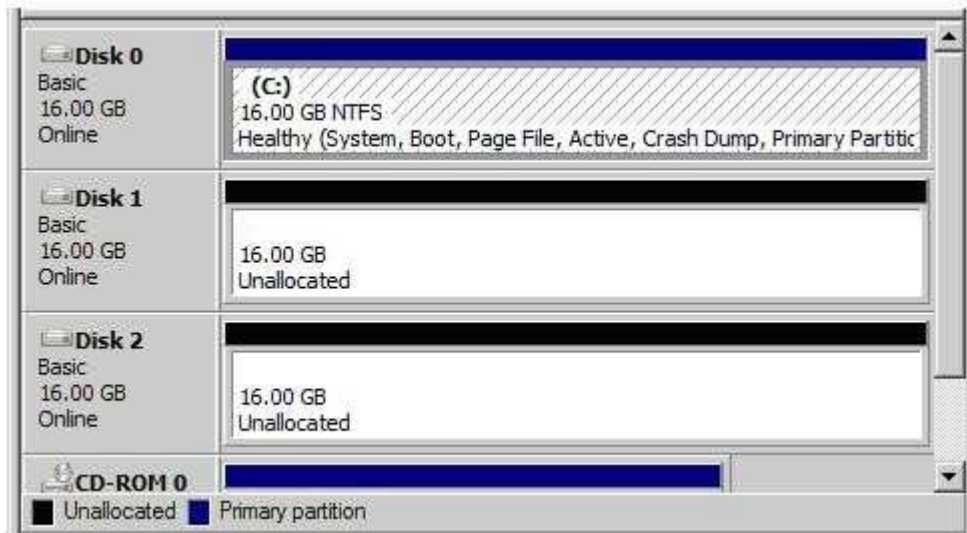 Disk 0
Basic
16.00 GB
Online
(C:)
16.00 GB NTFS
Healthy (System, Boot, Page File, Active, Crash Dump, Primary Partitic
Disk 1
Basic
16.00 GB
Online
16.00 GB
Unallocated
Disk 2
Basic
16.00 GB
Online
16.00 GB
Unallocated
CD-ROM 0
Unallocated Primary partition